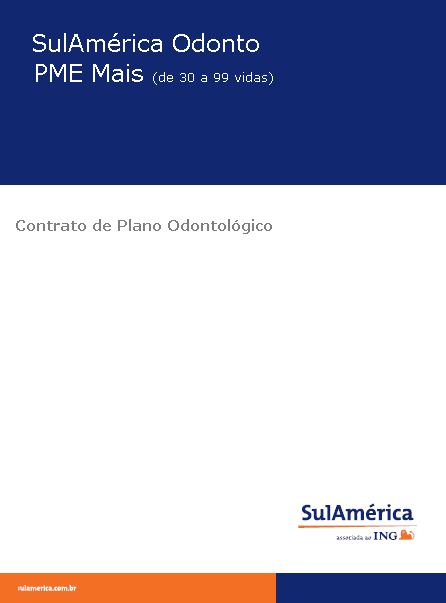 SulAmérica Odonto
PME Mais (de 30 a 99 vidas)
Contrato de Plano Odontológico
SulAmérica
associada ao ING
sulamerica.com.br